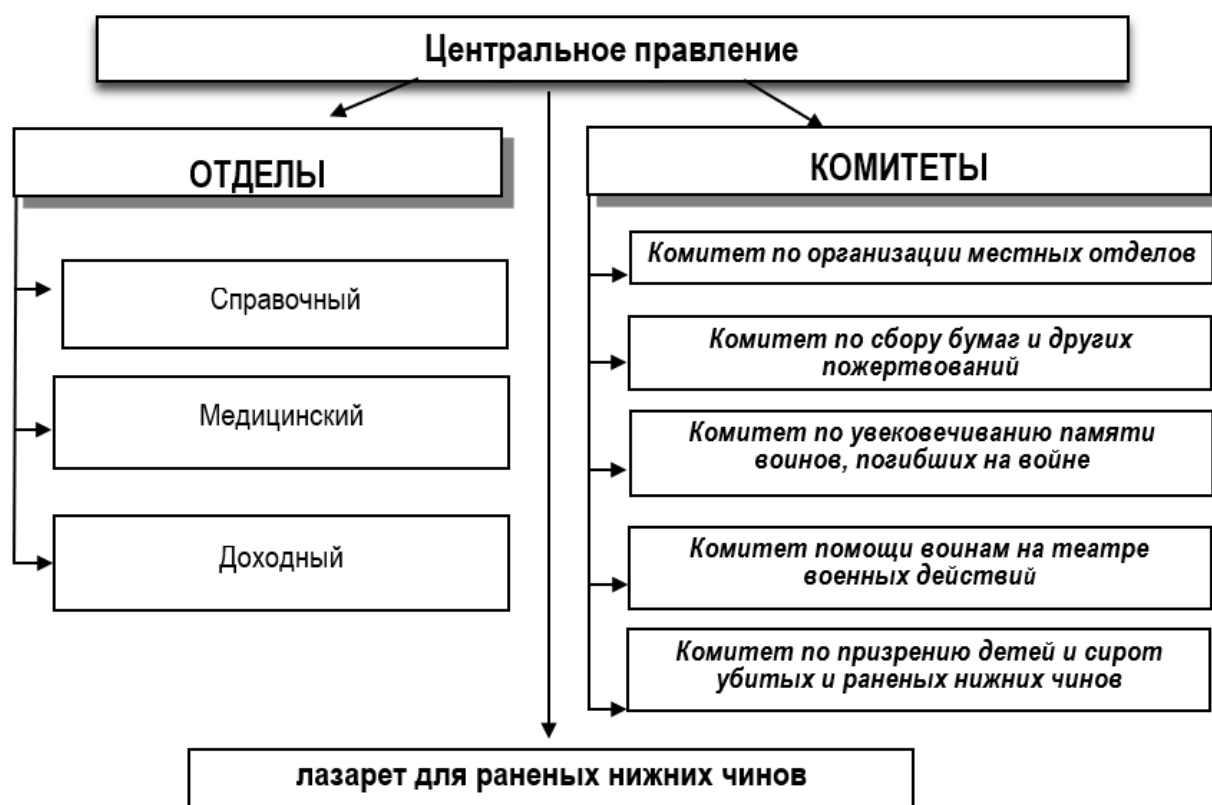 Центральное правление
ОТДЕЛЫ
Справочный
Медицинский
Доходный
КОМИТЕТЫ
Комитет по организации местных отделов
Комитет по сбору бумаг и других
пожертвований
Комитет по увековечиванию памяти
воинов, погибших на войне
Комитет помощи воинам на театре
военных действий
Комитет по призрению детей и сирот
убитых и раненых нижних чинов
лазарет для раненых нижних чинов